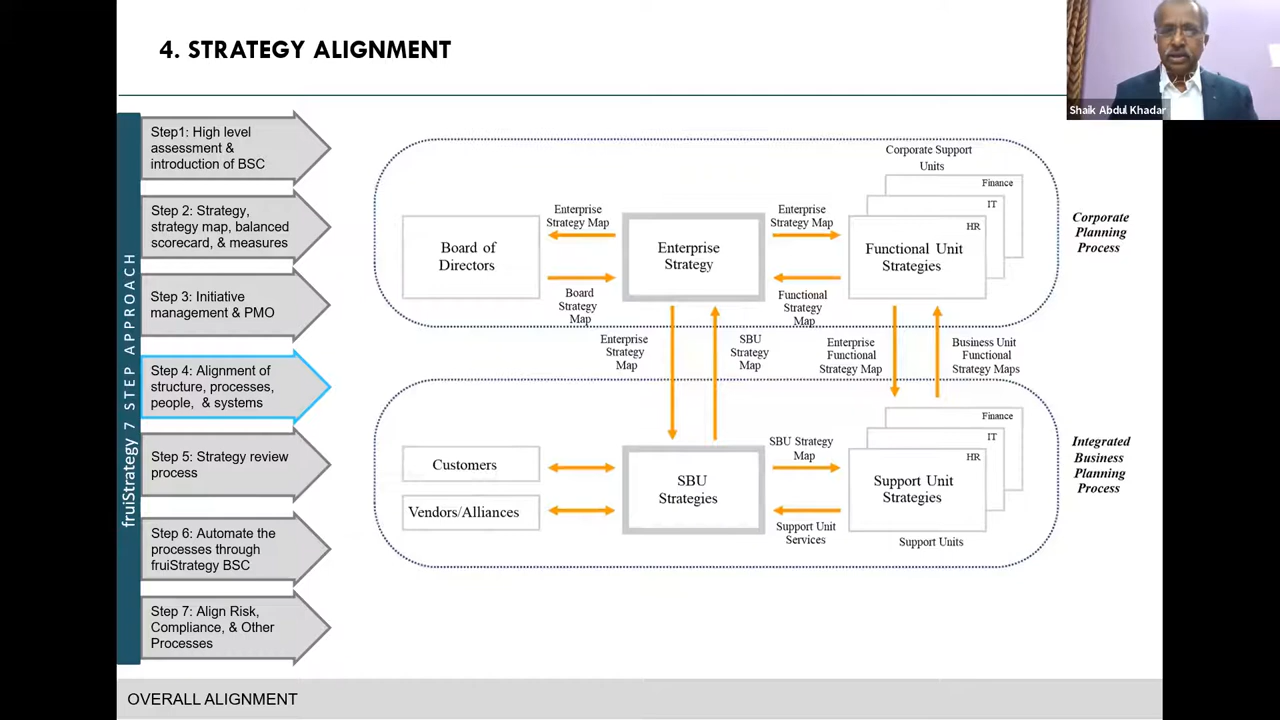 4. STRATEGY ALIGNMENT
Shaik Abdul Khadar
fruiStrategy 7 STEP APPROACH
Step1: High level
assessment &
introduction of BSC
Step 2: Strategy,
strategy map, balanced
scorecard, & measures
Step 3: Initiative
management & PMO
Step 4: Alignment of
structure, processes,
people,  & systems
Step 5: Strategy review
process
Step 6: Automate the
processes through
fruiStrategy BSC
Step 7: Align Risk,
Compliance, & Other
Processes
Corporate Support
Units
Finance
IT
HR
Functional Unit
Strategies
Board of
Directors
Enterprise
Strategy Map
Board
Strategy
Map
Enterprise
Strategy
Enterprise
Strategy Map
Functional
Strategy
Map
Corporate
Planning
Process
Enterprise
Strategy
Map
SBU
Strategy
Map
Enterprise
Functional
Strategy Map
Business Unit
Functional
Strategy Maps
Customers
Vendors/Alliances
SBU
Strategies
SBU Strategy
Map
Support Unit
Services
Finance
IT
HR
Support Unit
Strategies
Support Units
Integrated
Business
Planning
Process
OVERALL ALIGNMENT